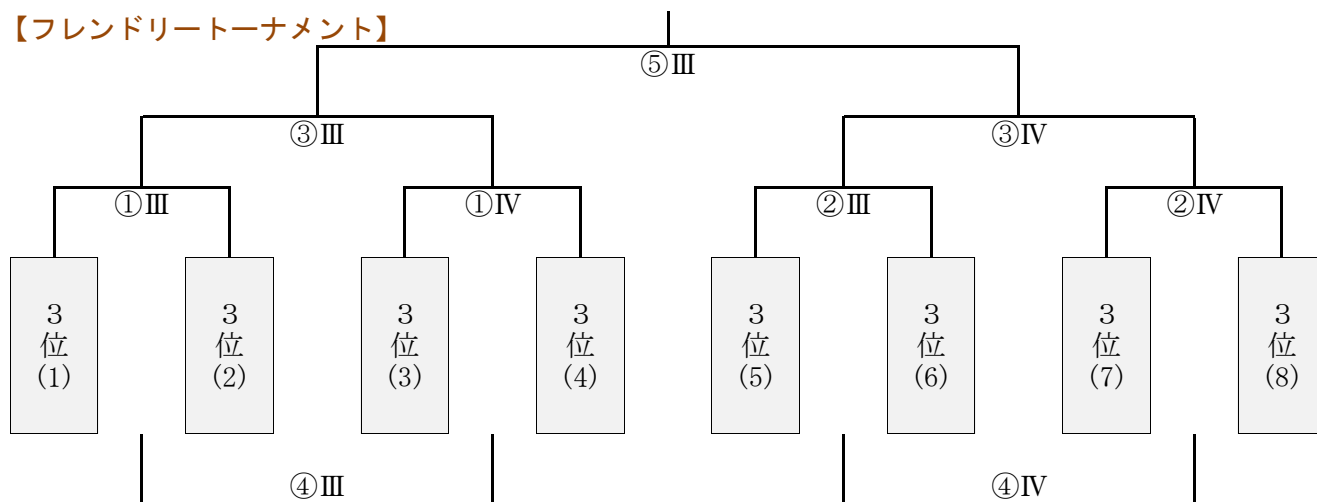 【フレンドリートーナメント】
⑤Ⅲ
③Ⅲ
③Ⅳ
①Ⅲ
①Ⅳ
②Ⅲ
②Ⅳ
3位(1)
3位(2)
3位(3)
3位(4)
3位(5)
3位(6)
3位(7)
3位(8)
④Ⅲ
④Ⅳ